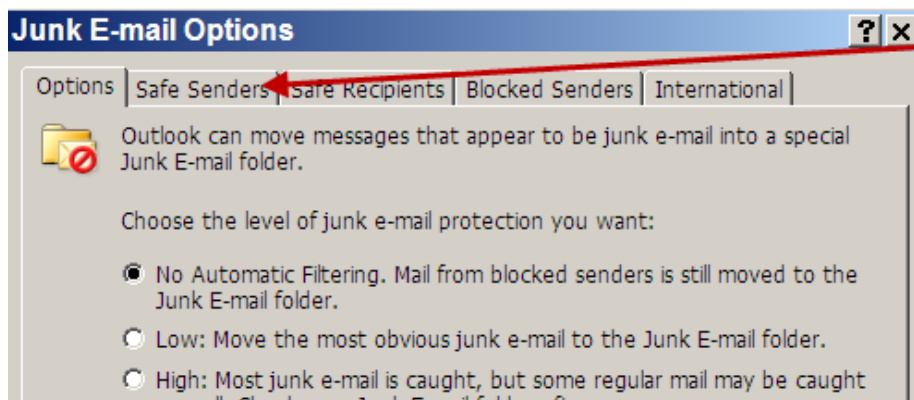 Junk E-mail Options
? ×
Options Safe Senders Safe Recipients Blocked Senders International
Outlook can move messages that appear to be junk e-mail into a special
Junk E-mail folder.
Choose the level of junk e-mail protection you want:
No Automatic Filtering. Mail from blocked senders is still moved to the
Junk E-mail folder.
Low: Move the most obvious junk e-mail to the Junk E-mail folder.
High: Most junk e-mail is caught, but some regular mail may be caught